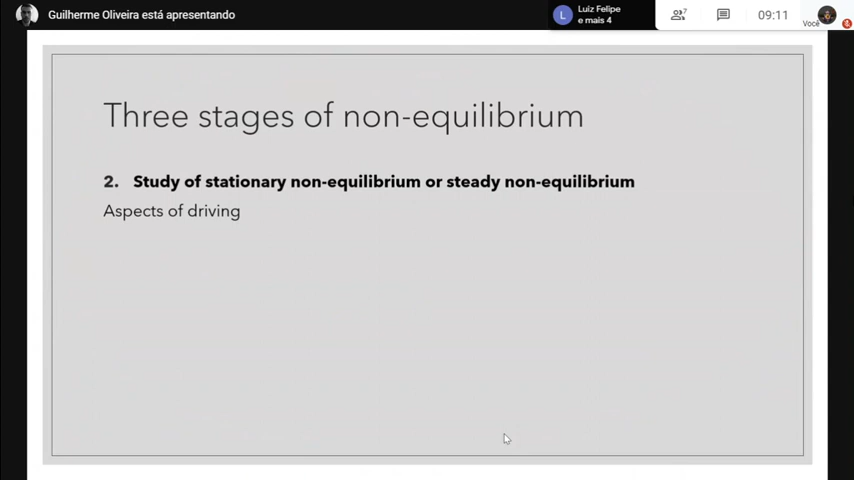 Guilherme Oliveira está apresentando
L
Luiz Felipe
e mais 4
7
09:11
Você
Three stages of non-equilibrium
2. Study of stationary non-equilibrium or steady non-equilibrium
Aspects of driving